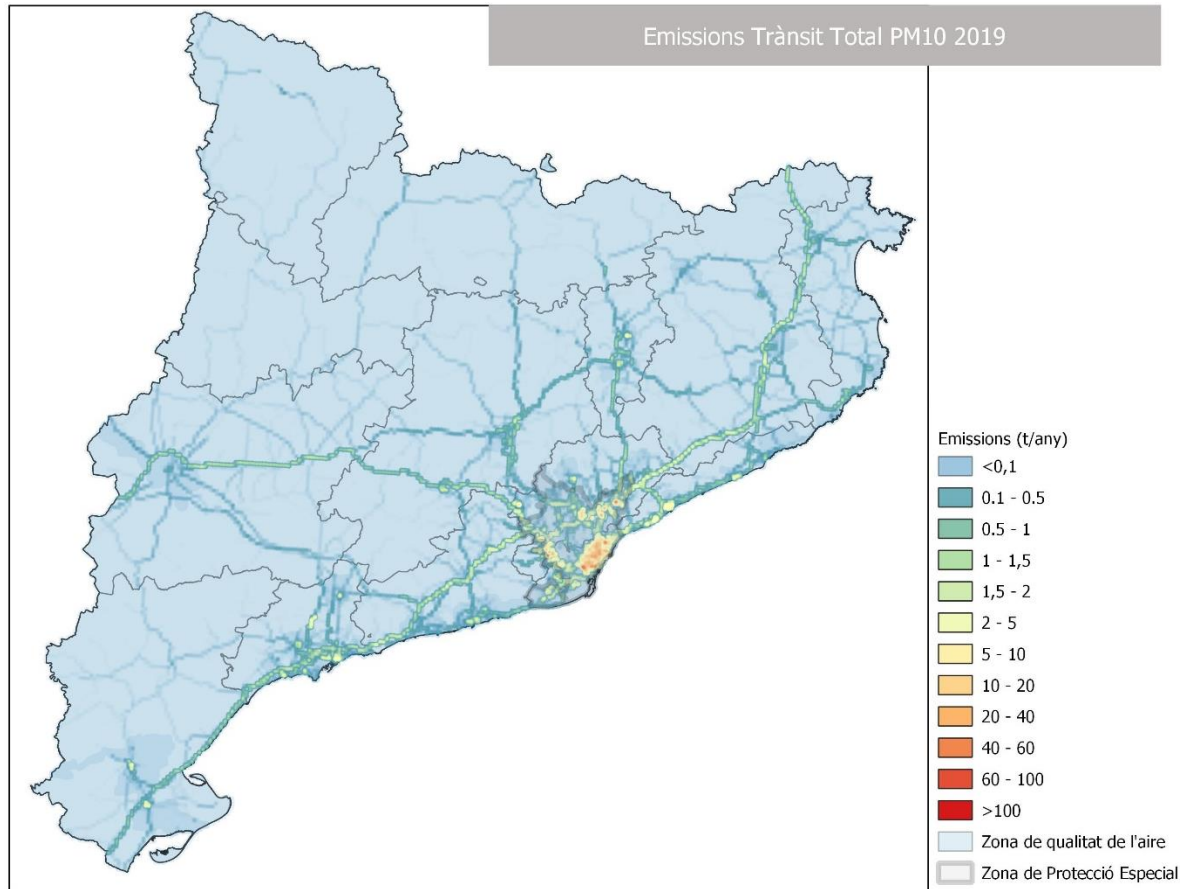 Emissions Trànsit Total PM10 2019
Emissions (t/any)
<0,1
0.1 - 0.5
0.5 - 1
1 - 1,5
1,5 - 2
2 - 5
5 - 10
10 - 20
20 - 40
40 - 60
60 - 100
>100
Zona de qualitat de l'aire
Zona de Protecció Especial